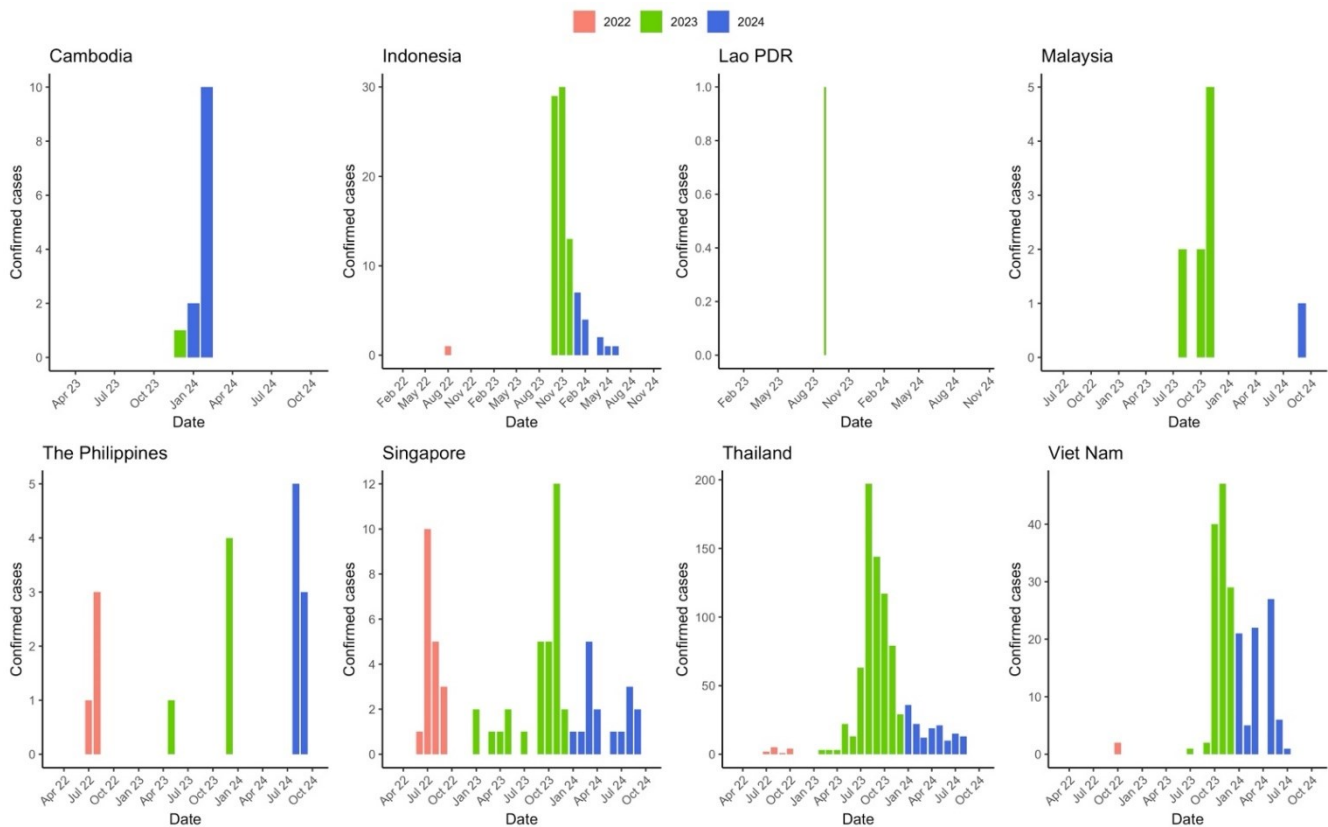 2022 2023 2024
Cambodia
Confirmed cases
10
8
6
4
2
0
Apr 23 Jul 23 Oct 23 Jan 24 Apr 24 Jul 24 Oct 24
Date
Indonesia
Confirmed cases
30
20
10
0
Feb 22 May 22 Aug 22 Nov 22 Feb 23 May 23 Aug 23 Nov 23 Feb 24 May 24 Aug 24 Nov 24
Date
Lao PDR
Confirmed cases
1.0
0.8
0.6
0.4
0.2
0.0
Feb 23 May 23 Aug 23 Nov 23 Feb 24 May 24 Aug 24 Nov 24
Date
Malaysia
Confirmed cases
5
4
3
2
1
0
Jul 22 Oct 22 Jan 23 Apr 23 Jul 23 Oct 23 Jan 24 Apr 24 Jul 24 Oct 24
Date
The Philippines
Confirmed cases
5
4
3
2
1
0
Apr 22 Jul 22 Oct 22 Jan 23 Apr 23 Jul 23 Oct 23 Jan 24 Apr 24 Jul 24 Oct 24
Date
Singapore
Confirmed cases
12
10
8
6
4
2
0
Apr 22 Jul 22 Oct 22 Jan 23 Apr 23 Jul 23 Oct 23 Jan 24 Apr 24 Jul 24 Oct 24
Date
Thailand
Confirmed cases
200
150
100
50
0
Apr 22 Jul 22 Oct 22 Jan 23 Apr 23 Jul 23 Oct 23 Jan 24 Apr 24 Jul 24 Oct 24
Date
Viet Nam
Confirmed cases
40
30
20
10
0
Apr 22 Jul 22 Oct 22 Jan 23 Apr 23 Jul 23 Oct 23 Jan 24 Apr 24 Jul 24 Oct 24
Date